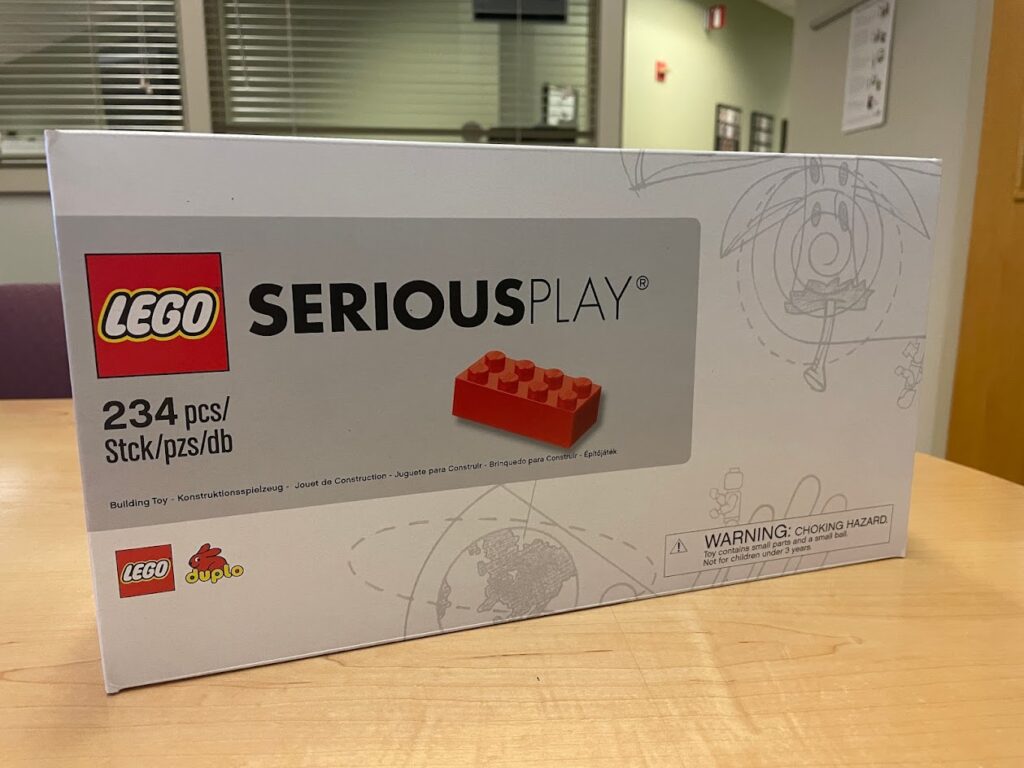 LEGO
SERIOUSPLAY®
234 pcs/
Stck/pzs/db
Building Toy - Konstruktionsspielzeug - Jouet de Construction - Juguete para Construir - Brinquedo para Construir - Építőjáték
LEGO
duplo
WARNING: CHOKING HAZARD.
Toy contains small parts and a small ball.
Not for children under 3 years.